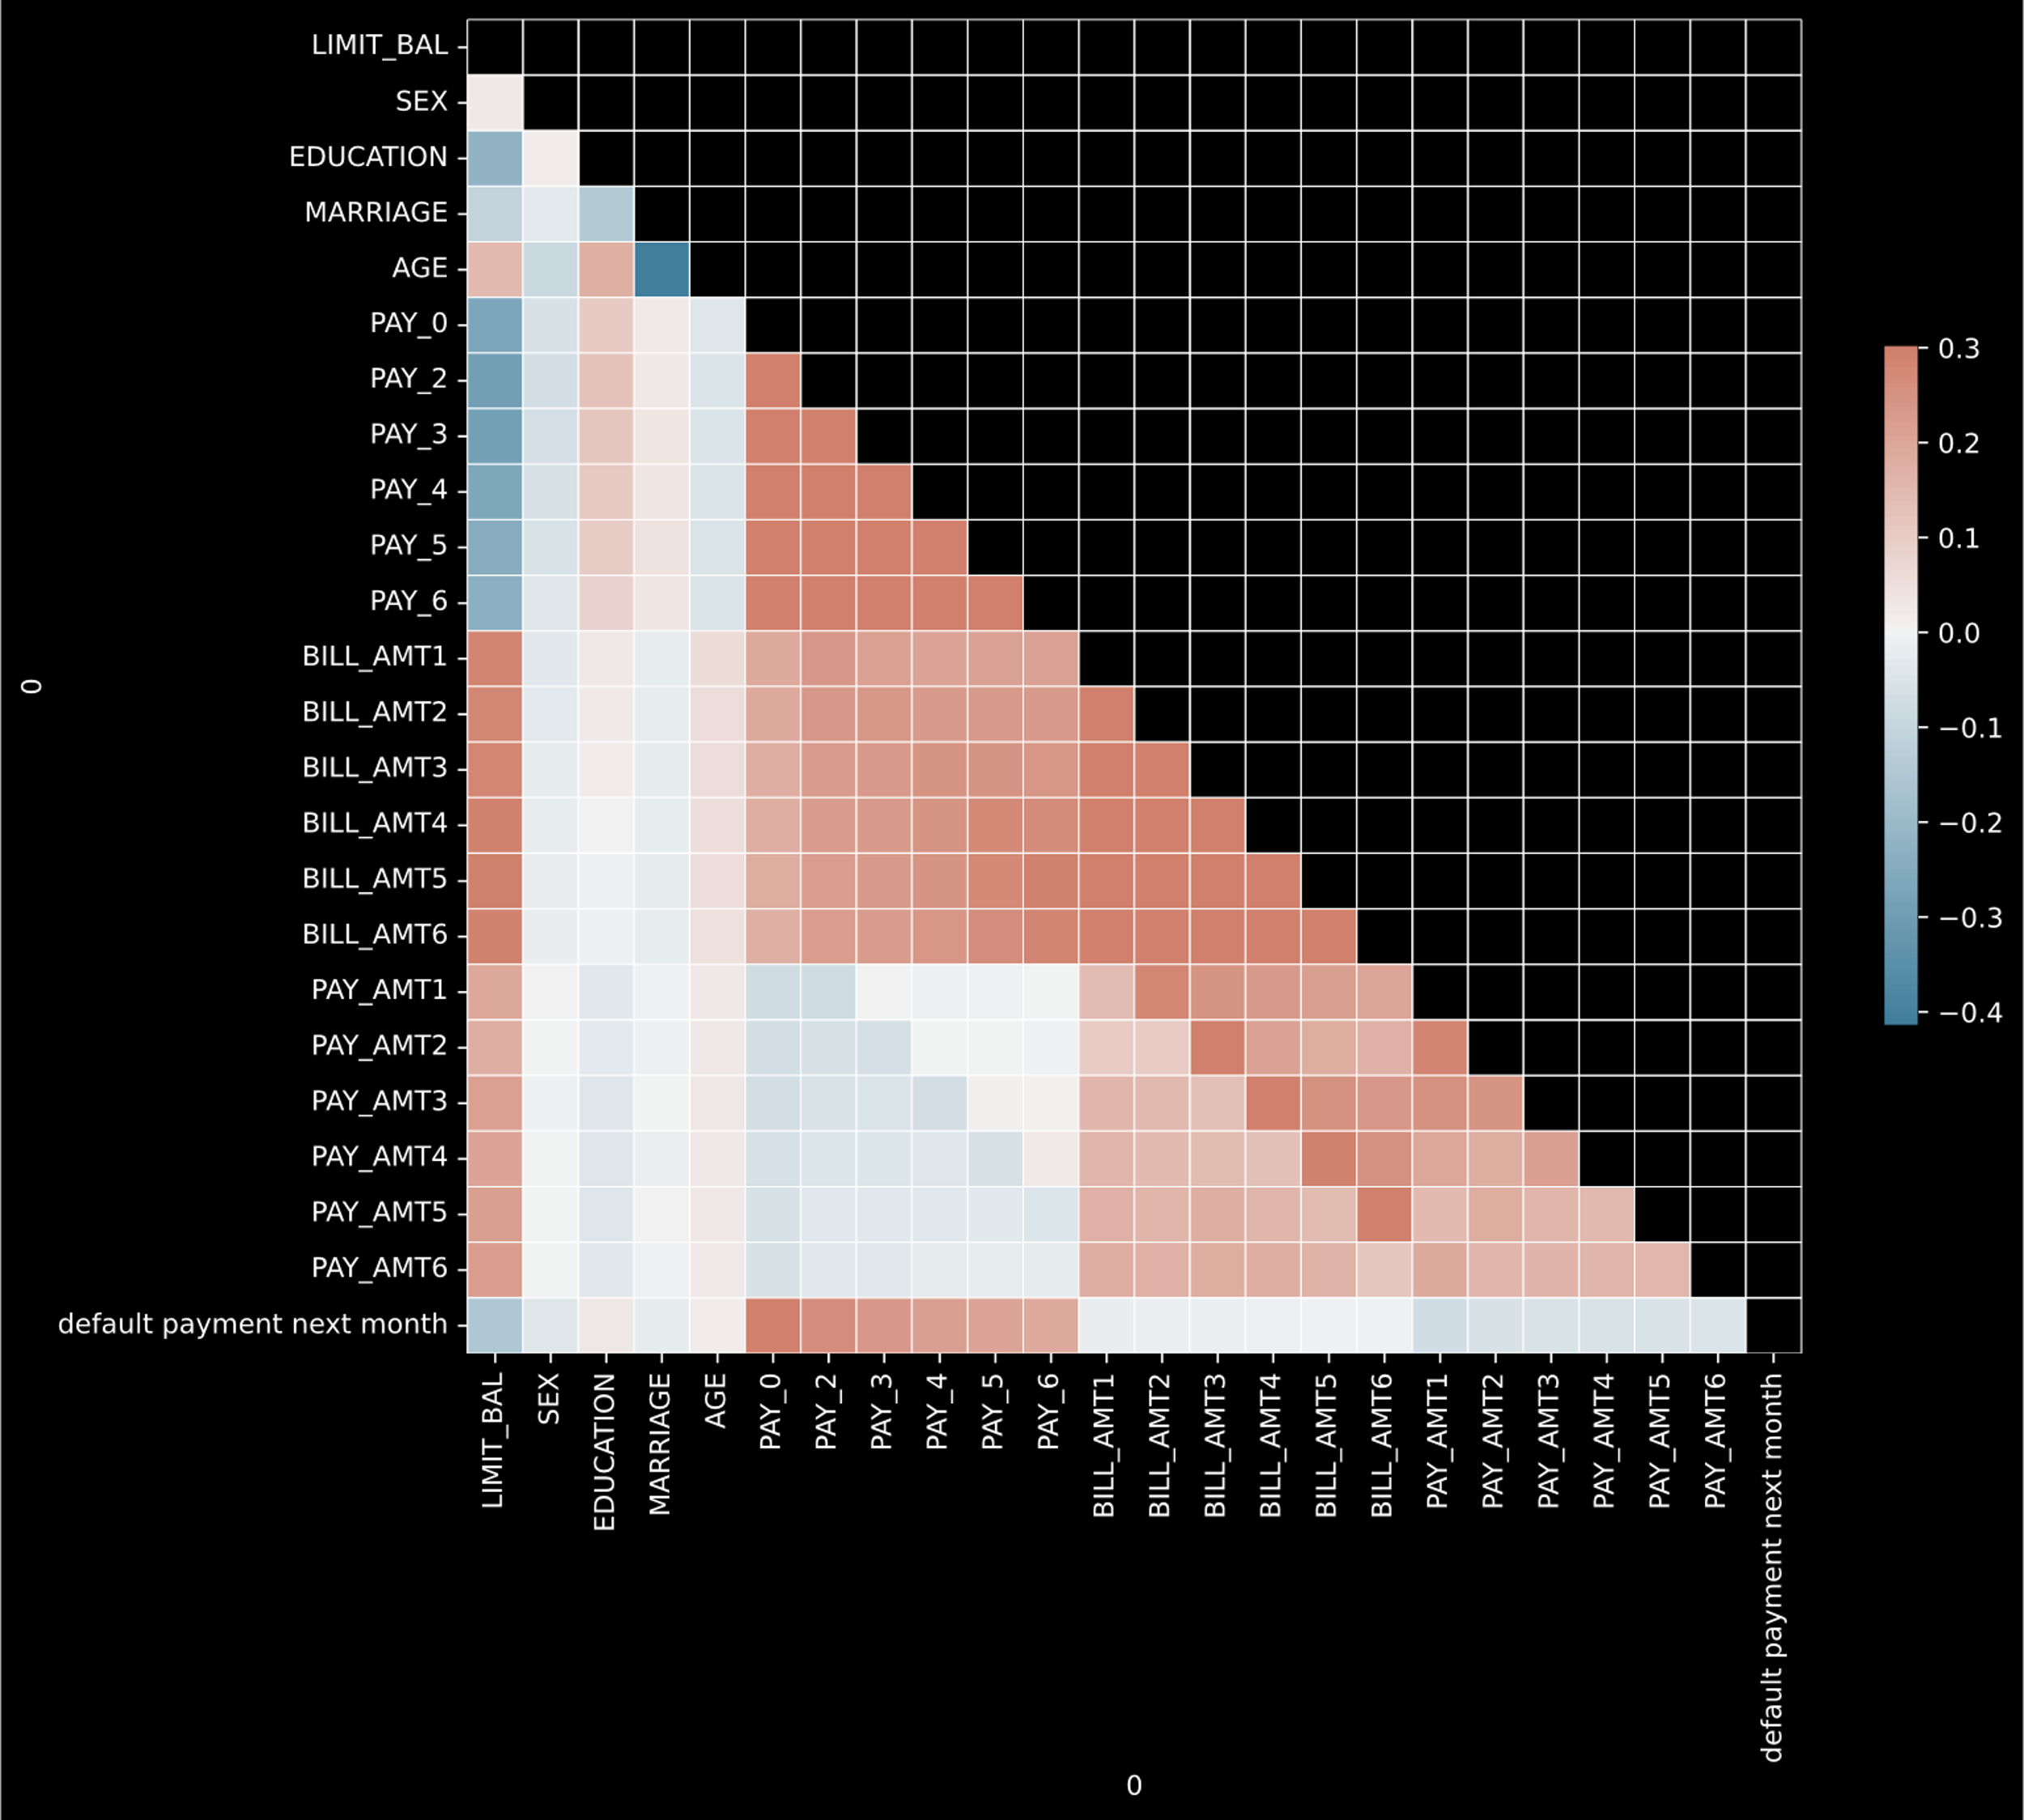 LIMIT_BAL
SEX
EDUCATION
MARRIAGE
AGE
PAY_0
PAY_2
PAY_3
PAY_4
PAY_5
PAY_6
BILL_AMT1
BILL_AMT2
BILL_AMT3
BILL_AMT4
BILL_AMT5
BILL_AMT6
PAY_AMT1
PAY_AMT2
PAY_AMT3
PAY_AMT4
PAY_AMT5
PAY_AMT6
default payment next month
0
LIMIT_BAL
SEX
EDUCATION
MARRIAGE
AGE
PAY_0
PAY_2
PAY_3
PAY_4
PAY_5
PAY_6
BILL_AMT1
BILL_AMT2
BILL_AMT3
BILL_AMT4
BILL_AMT5
BILL_AMT6
PAY_AMT1
PAY_AMT2
PAY_AMT3
PAY_AMT4
PAY_AMT5
PAY_AMT6
default payment next month
0
0.3
0.2
0.1
0.0
−0.1
−0.2
−0.3
−0.4